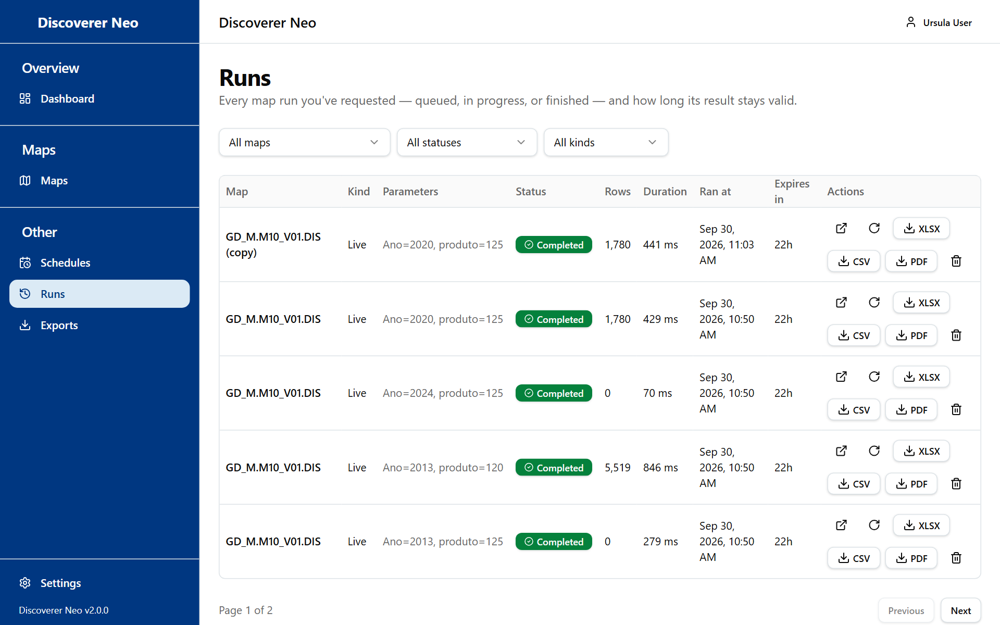 Discoverer Neo
Overview
Dashboard
Maps
Maps
Other
Schedules
Runs
Exports
Settings
Discoverer Neo v2.0.0
Discoverer Neo
Ursula User
Runs
Every map run you've requested — queued, in progress, or finished — and how long its result stays valid.
All maps
All statuses
All kinds
Map Kind Parameters Status Rows Duration Ran at Expires
in
Actions
GD_M.M10_V01.DIS
(copy)
Live
Ano=2020, produto=125
Completed
1,780
441 ms
Sep 30,
2026, 11:03
AM
22h
XLSX
CSV PDF
GD_M.M10_V01.DIS
Live
Ano=2020, produto=125
Completed
1,780
429 ms
Sep 30,
2026, 10:50
AM
22h
XLSX
CSV PDF
GD_M.M10_V01.DIS
Live
Ano=2024, produto=125
Completed
0
70 ms
Sep 30,
2026, 10:50
AM
22h
XLSX
CSV PDF
GD_M.M10_V01.DIS
Live
Ano=2013, produto=120
Completed
5,519
846 ms
Sep 30,
2026, 10:50
AM
22h
XLSX
CSV PDF
GD_M.M10_V01.DIS
Live
Ano=2013, produto=125
Completed
0
279 ms
Sep 30,
2026, 10:50
AM
22h
XLSX
CSV PDF
Page 1 of 2
Previous
Next